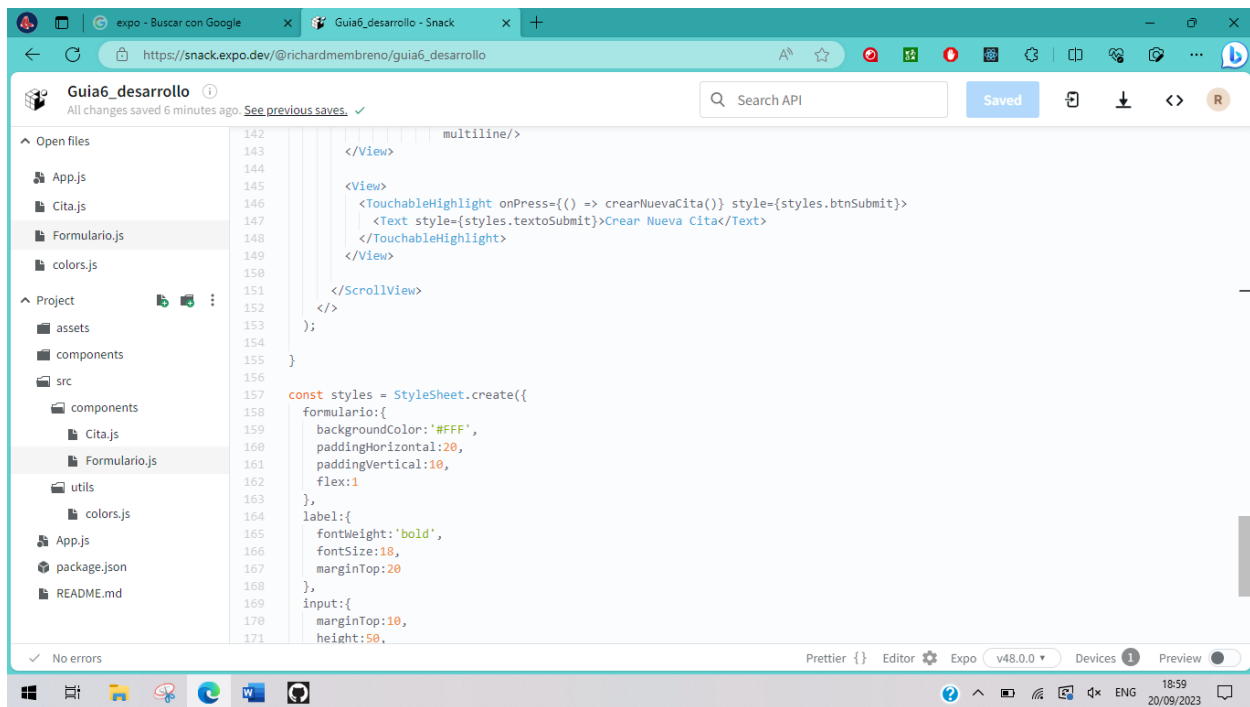 expo - Buscar con Google
Guia6_desarrollo - Snack
https://snack.expo.dev/@richardmembreno/guia6_desarrollo
Guia6_desarrollo
All changes saved 6 minutes ago. See previous saves.
Search API
Saved
R
Open files
App.js
Cita.js
Formulario.js
colors.js
Project
assets
components
src
components
Cita.js
Formulario.js
utils
colors.js
App.js
package.json
README.md
142 multiline/>
143 </View>
144
145 <View>
146 <TouchableHighlight onPress={() => crearNuevaCita()} style={styles.btnSubmit}>
147 <Text style={styles.textoSubmit}>Crear Nueva Cita</Text>
148 </TouchableHighlight>
149 </View>
150
151 </ScrollView>
152 </>
153 );
154
155 }
156
157 const styles = StyleSheet.create({
158 formulario:{
159 backgroundColor:'#FFF',
160 paddingHorizontal:20,
161 paddingVertical:10,
162 flex:1
163 },
164 label:{
165 fontWeight:'bold',
166 fontSize:18,
167 marginTop:20
168 },
169 input:{
170 marginTop:10,
171 height:50,
No errors
Prettier {} Editor Expo v48.0.0 Devices 1 Preview
ENG
18:59
20/09/2023